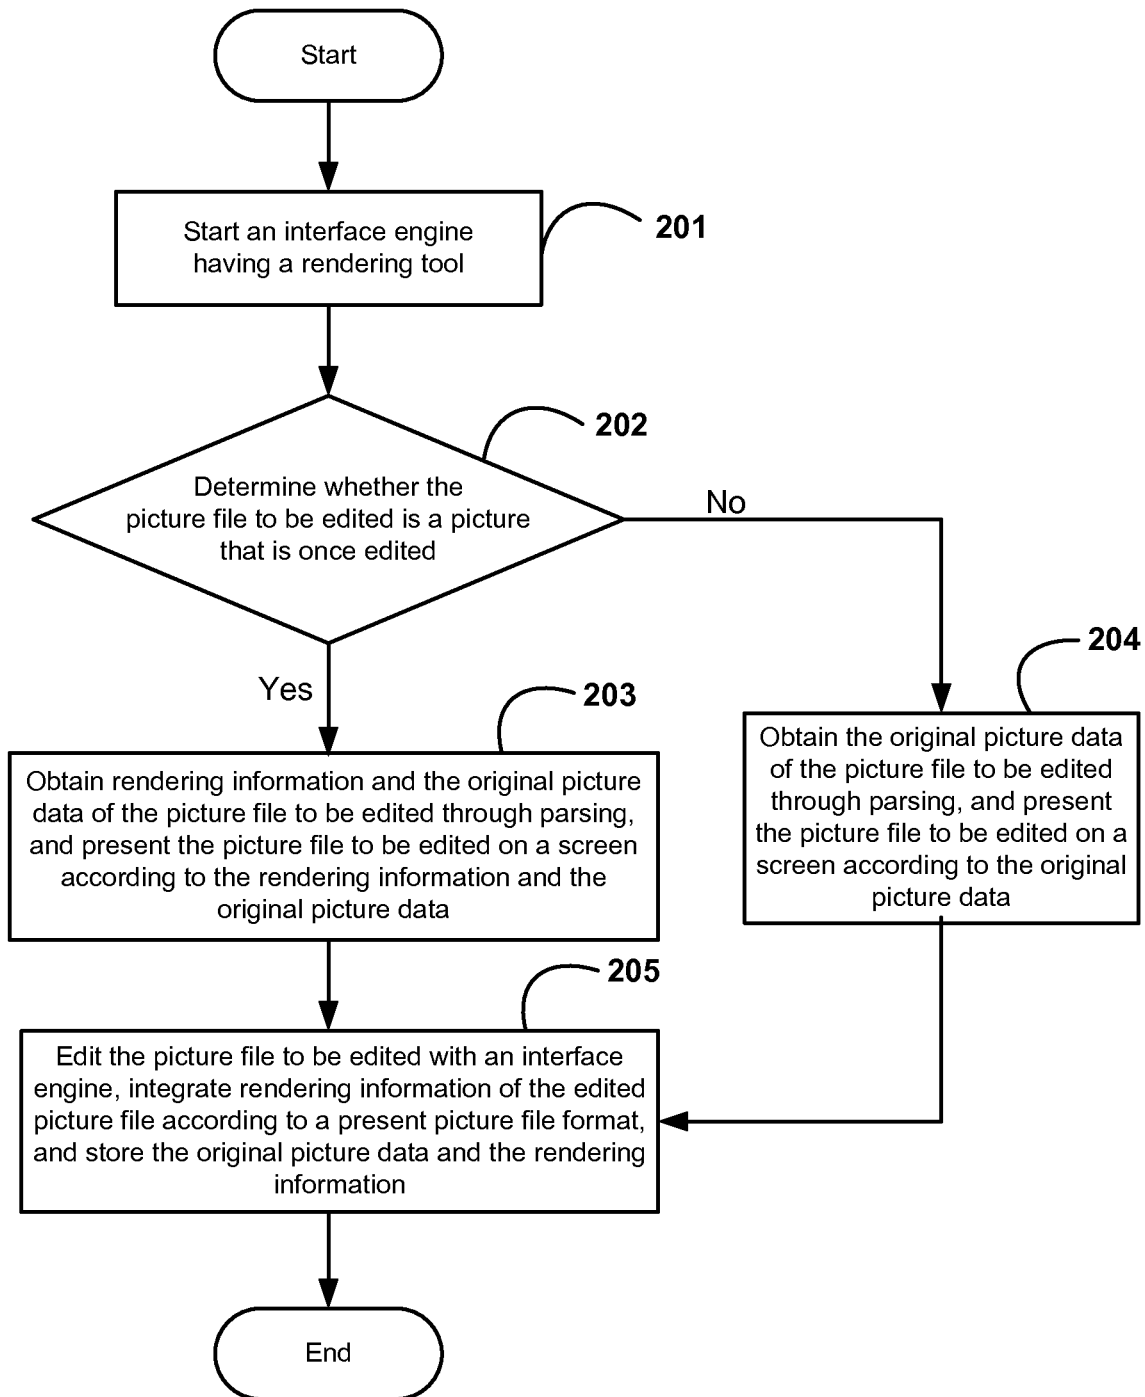 Start
Start an interface engine
having a rendering tool
201
202
Determine whether the
picture file to be edited is a picture
that is once edited
No
Yes
203
204
Obtain rendering information and the original picture
data of the picture file to be edited through parsing,
and present the picture file to be edited on a screen
according to the rendering information and the
original picture data
Obtain the original picture data
of the picture file to be edited
through parsing, and present
the picture file to be edited on a
screen according to the original
picture data
205
Edit the picture file to be edited with an interface
engine, integrate rendering information of the edited
picture file according to a present picture file format,
and store the original picture data and the rendering
information
End